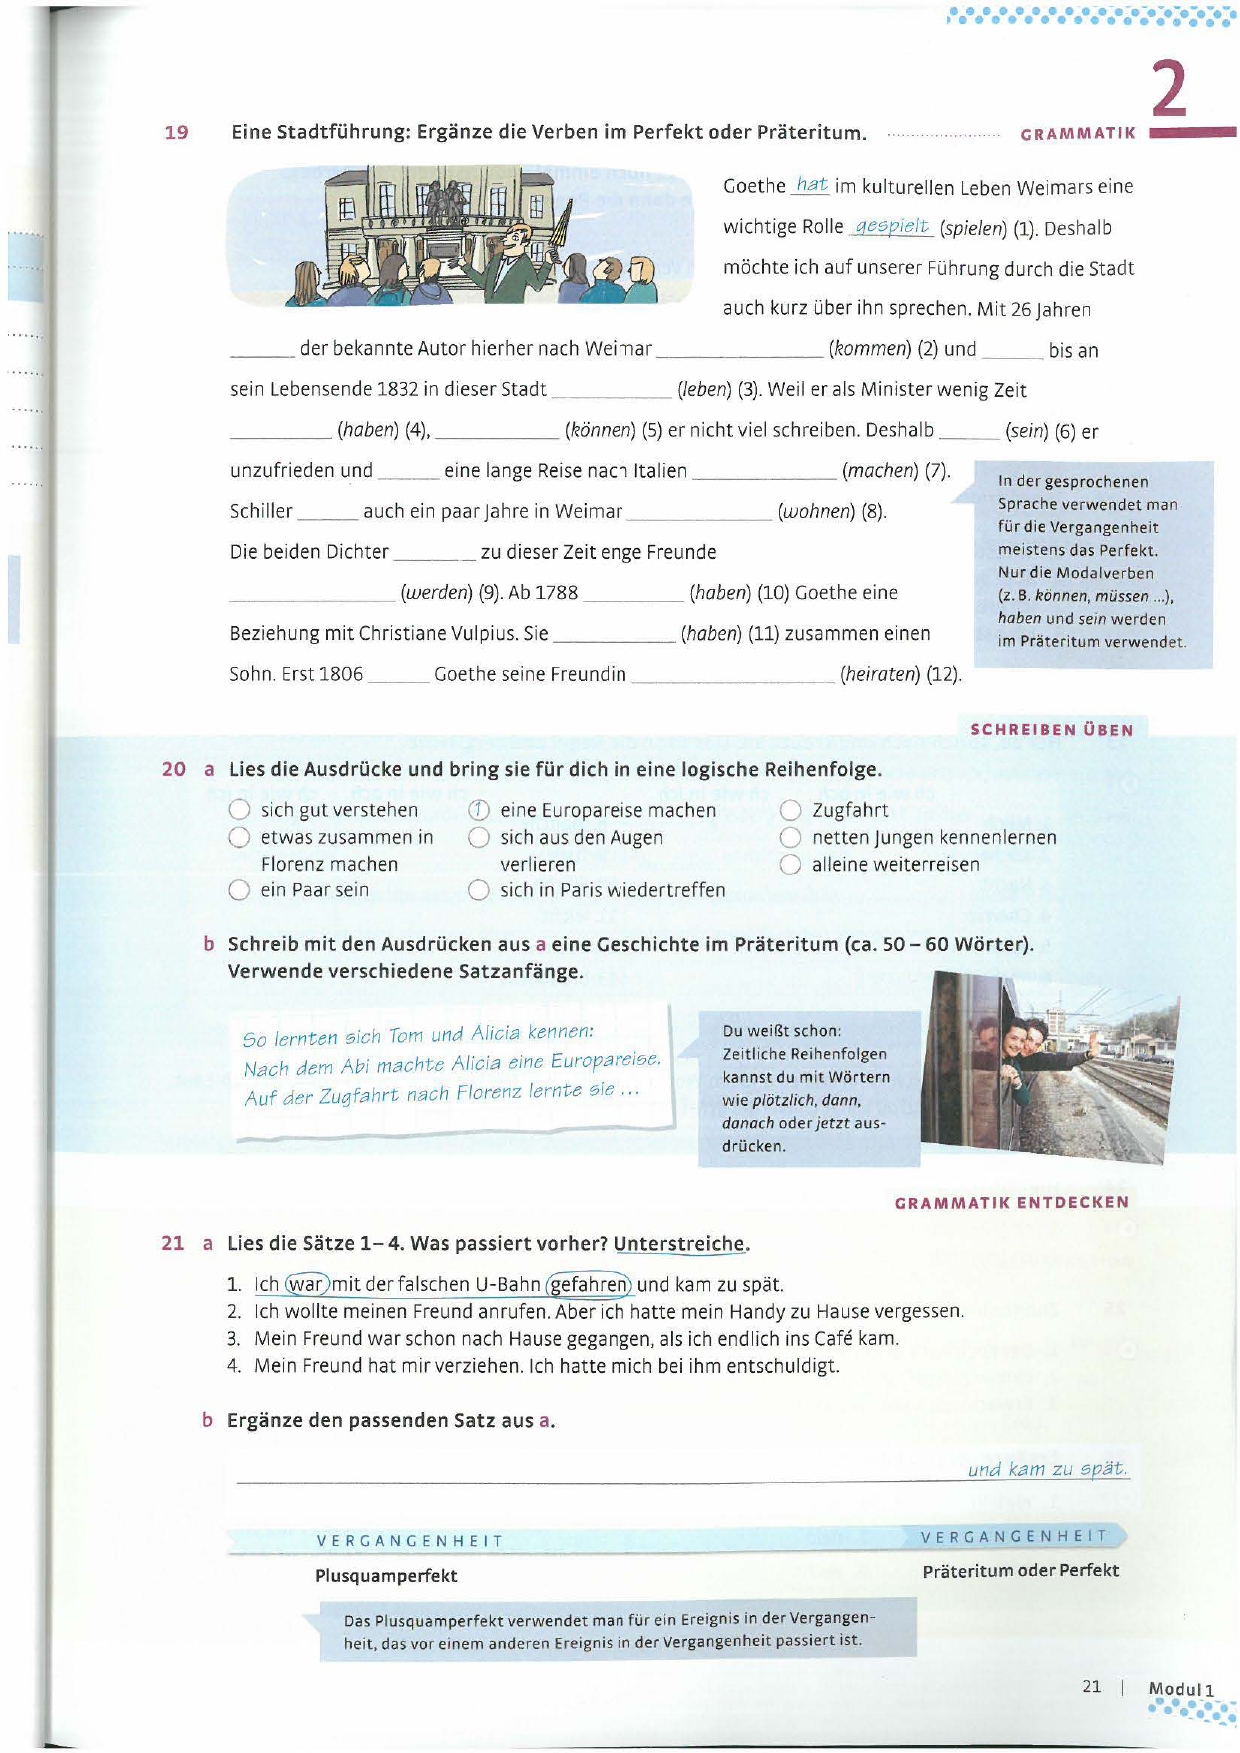 2
19 Eine Stadtführung: Ergänze die Verben im Perfekt oder Präteritum. ........................ GRAMMATIK
Goethe hat im kulturellen Leben Weimars eine
wichtige Rolle gespielt (spielen) (1). Deshalb
möchte ich auf unserer Führung durch die Stadt
auch kurz über ihn sprechen. Mit 26 Jahren
______ der bekannte Autor hierher nach Weimar ________________ (kommen) (2) und ______ bis an
sein Lebensende 1832 in dieser Stadt ____________ (leben) (3). Weil er als Minister wenig Zeit
__________ (haben) (4), ____________ (können) (5) er nicht viel schreiben. Deshalb ______ (sein) (6) er
unzufrieden und ______ eine lange Reise nach Italien ______________ (machen) (7).
Schiller ______ auch ein paar Jahre in Weimar ______________ (wohnen) (8).
Die beiden Dichter ________ zu dieser Zeit enge Freunde
________________ (werden) (9). Ab 1788 __________ (haben) (10) Goethe eine
Beziehung mit Christiane Vulpius. Sie ____________ (haben) (11) zusammen einen
Sohn. Erst 1806 ______ Goethe seine Freundin ____________________ (heiraten) (12).
In der gesprochenen
Sprache verwendet man
für die Vergangenheit
meistens das Perfekt.
Nur die Modalverben
(z. B. können, müssen ...),
haben und sein werden
im Präteritum verwendet.
SCHREIBEN ÜBEN
20 a Lies die Ausdrücke und bring sie für dich in eine logische Reihenfolge.
sich gut verstehen
etwas zusammen in
Florenz machen
ein Paar sein
1 eine Europareise machen
sich aus den Augen
verlieren
sich in Paris wiedertreffen
Zugfahrt
netten Jungen kennenlernen
alleine weiterreisen
b Schreib mit den Ausdrücken aus a eine Geschichte im Präteritum (ca. 50 – 60 Wörter).
Verwende verschiedene Satzanfänge.
So lernten sich Tom und Alicia kennen:
Nach dem Abi machte Alicia eine Europareise.
Auf der Zugfahrt nach Florenz lernte sie ...
Du weißt schon:
Zeitliche Reihenfolgen
kannst du mit Wörtern
wie plötzlich, dann,
danach oder jetzt aus-
drücken.
GRAMMATIK ENTDECKEN
21 a Lies die Sätze 1– 4. Was passiert vorher? Unterstreiche.
1. Ich war mit der falschen U-Bahn gefahren und kam zu spät.
2. Ich wollte meinen Freund anrufen. Aber ich hatte mein Handy zu Hause vergessen.
3. Mein Freund war schon nach Hause gegangen, als ich endlich ins Café kam.
4. Mein Freund hat mir verziehen. Ich hatte mich bei ihm entschuldigt.
b Ergänze den passenden Satz aus a.
und kam zu spät.
VERGANGENHEIT VERGANGENHEIT
Plusquamperfekt Präteritum oder Perfekt
Das Plusquamperfekt verwendet man für ein Ereignis in der Vergangen-
heit, das vor einem anderen Ereignis in der Vergangenheit passiert ist.
21 | Modul 1